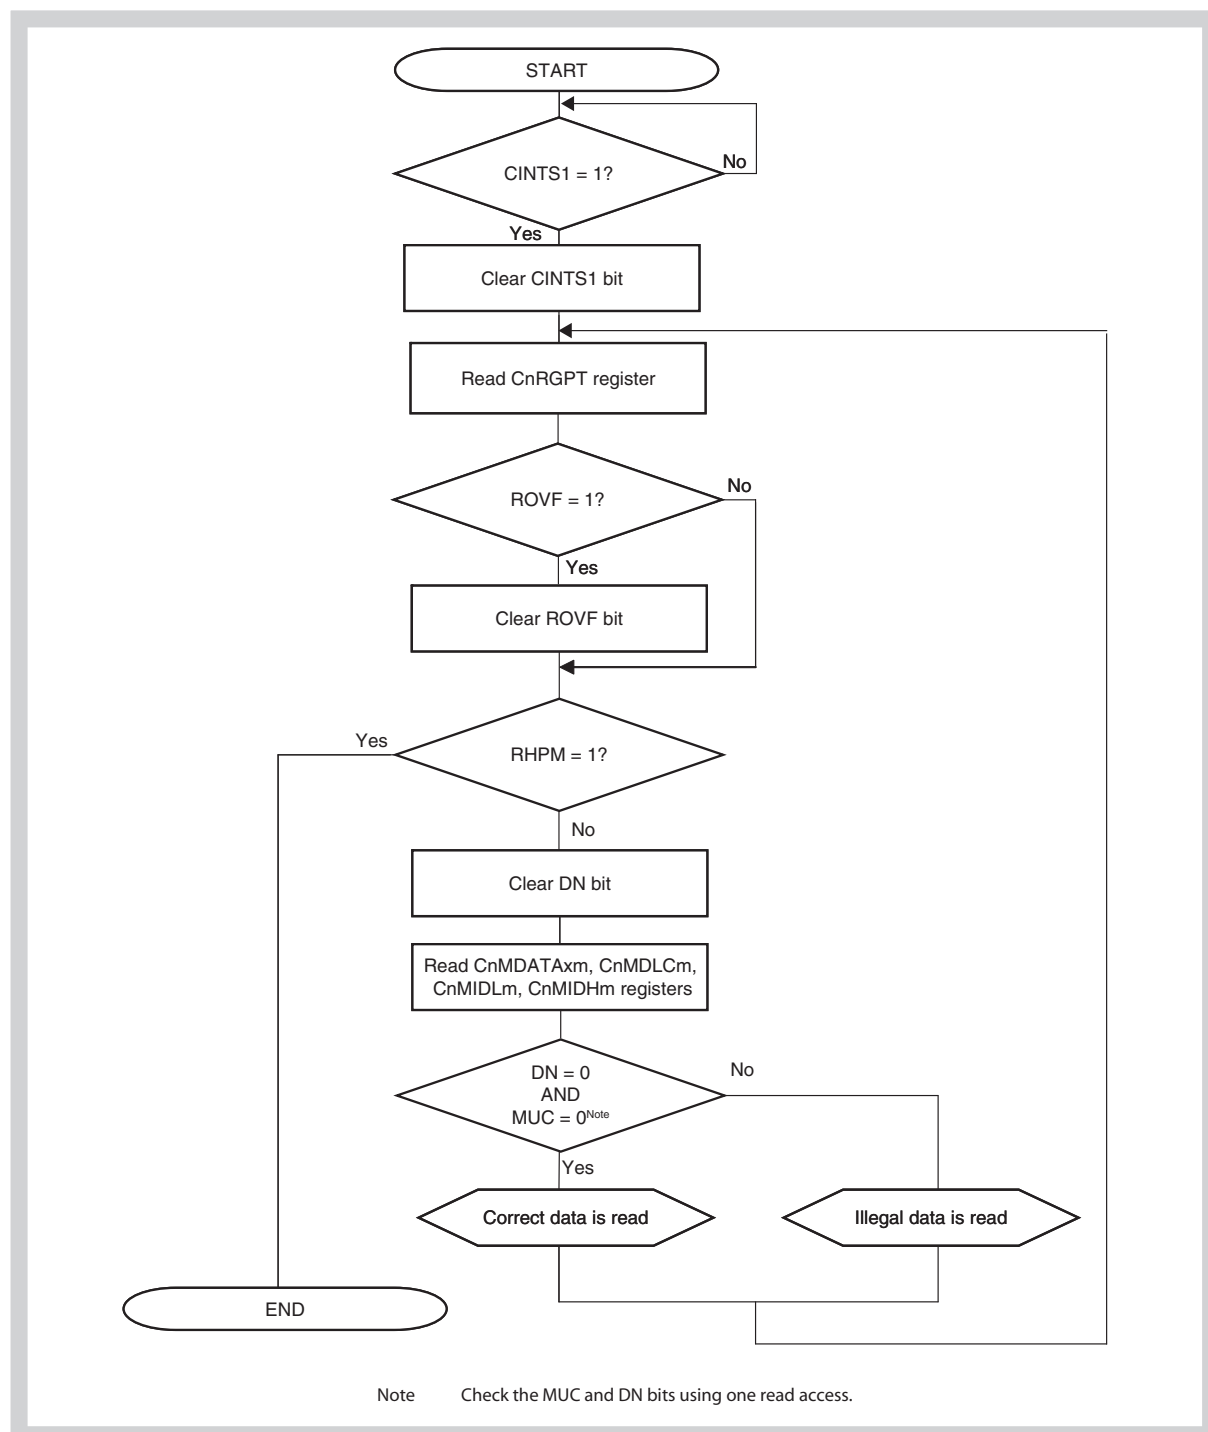 START
No
CINTS1 = 1?
Yes
Clear CINTS1 bit
Read CnRGPT register
No
ROVF = 1?
Yes
Clear ROVF bit
Yes
RHPM = 1?
No
Clear DN bit
Read CnMDATAxm, CnMDLCm,
CnMIDLm, CnMIDHm registers
No
DN = 0
AND
MUC = 0Note
Yes
Correct data is read
Illegal data is read
END
Note Check the MUC and DN bits using one read access.